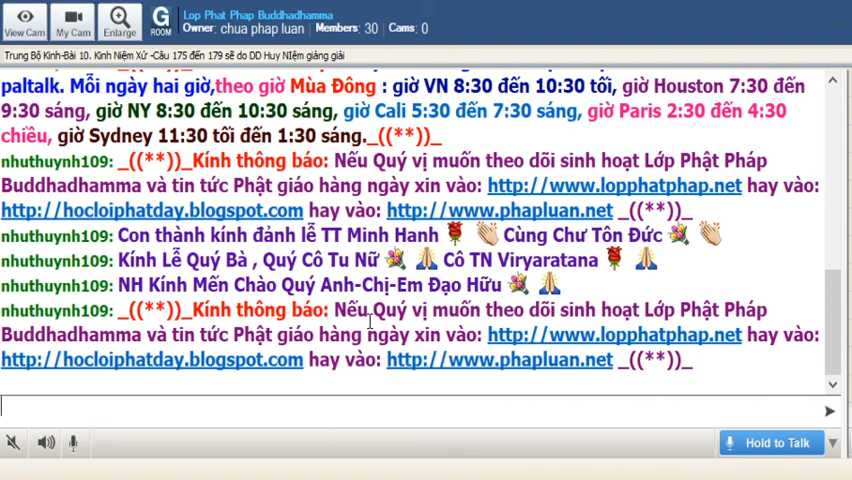 Lop Phat Phap Buddhadhamma
Owner: chua phap luan Members: 30 Cams: 0
View Cam My Cam Enlarge G ROOM
Trung Bộ Kinh-Bài 10. Kinh Niệm Xứ -Câu 175 đến 179 sẽ do DD Huy NIệm giảng giải
paltalk. Mỗi ngày hai giờ,theo giờ Mùa Đông : giờ VN 8:30 đến 10:30 tối, giờ Houston 7:30 đến
9:30 sáng, giờ NY 8:30 đến 10:30 sáng, giờ Cali 5:30 đến 7:30 sáng, giờ Paris 2:30 đến 4:30
chiều, giờ Sydney 11:30 tối đến 1:30 sáng._((**))_
nhuthuynh109: _((**))_Kính thông báo: Nếu Quý vị muốn theo dõi sinh hoạt Lớp Phật Pháp
Buddhadhamma và tin tức Phật giáo hàng ngày xin vào: http://www.lopphatphap.net hay vào:
http://hocloiphatday.blogspot.com hay vào: http://www.phapluan.net _((**))_
nhuthuynh109: Con thành kính đảnh lễ TT Minh Hanh 🌹 👏 Cùng Chư Tôn Đức 💐 👏
nhuthuynh109: Kính Lễ Quý Bà , Quý Cô Tu Nữ 💐 🙏 Cô TN Viryaratana 🌹 🙏
nhuthuynh109: NH Kính Mến Chào Quý Anh-Chị-Em Đạo Hữu 💐 🙏
nhuthuynh109: _((**))_Kính thông báo: Nếu Quý vị muốn theo dõi sinh hoạt Lớp Phật Pháp
Buddhadhamma và tin tức Phật giáo hàng ngày xin vào: http://www.lopphatphap.net hay vào:
http://hocloiphatday.blogspot.com hay vào: http://www.phapluan.net _((**))_
Hold to Talk